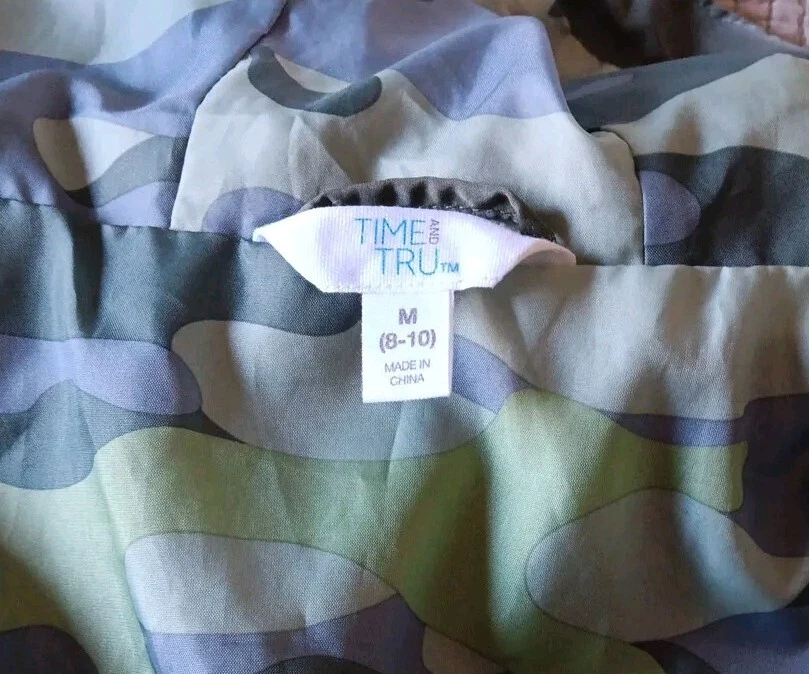 TIME AND
TRU™
M
(8-10)
MADE IN
CHINA